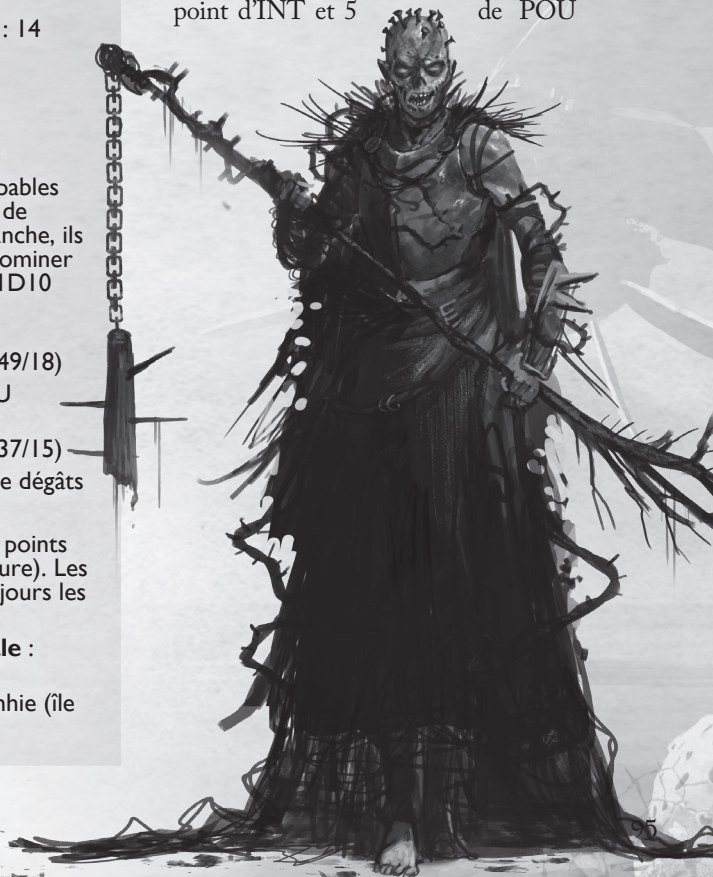 : 14
point d'INT et 5 de POU
de
anche, ils
ominer
1D10
49/18)
U
37/15)
e dégâts
points
ure). Les
jours les
le :
hie (île
95